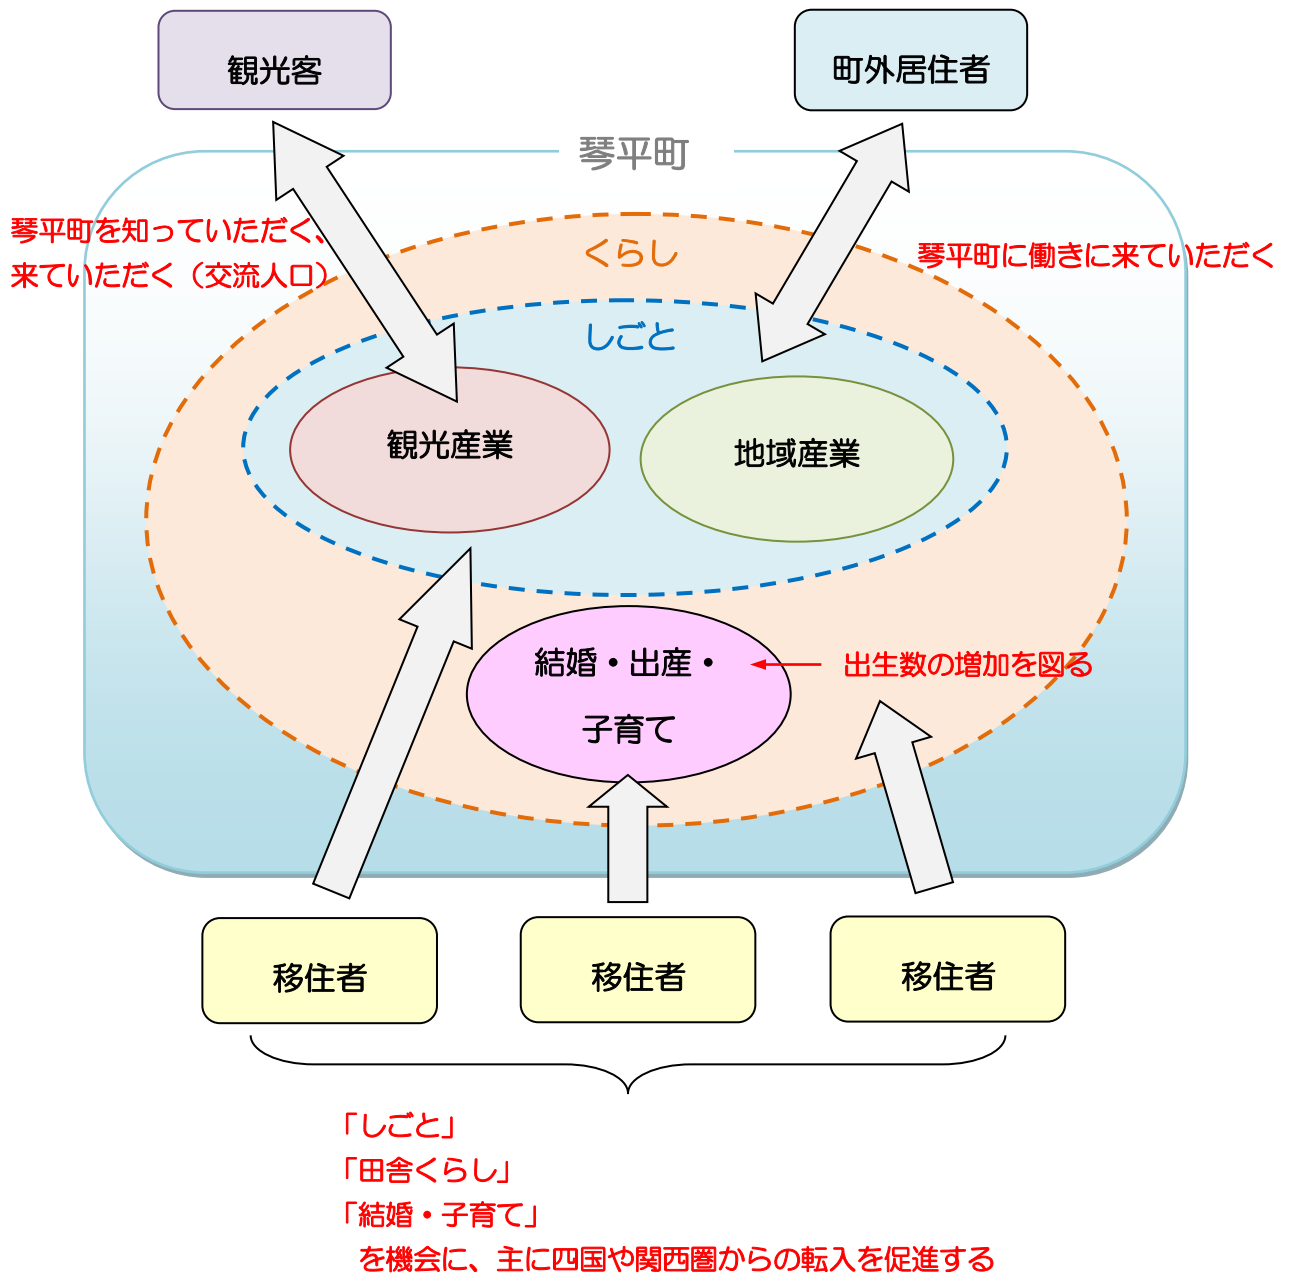 観光客
町外居住者
琴平町
琴平町を知っていただく、
来ていただく（交流人口）
くらし
琴平町に働きに来ていただく
しごと
観光産業
地域産業
結婚・出産・
子育て
出生数の増加を図る
移住者
移住者
移住者
「しごと」
「田舎くらし」
「結婚・子育て」
を機会に、主に四国や関西圏からの転入を促進する